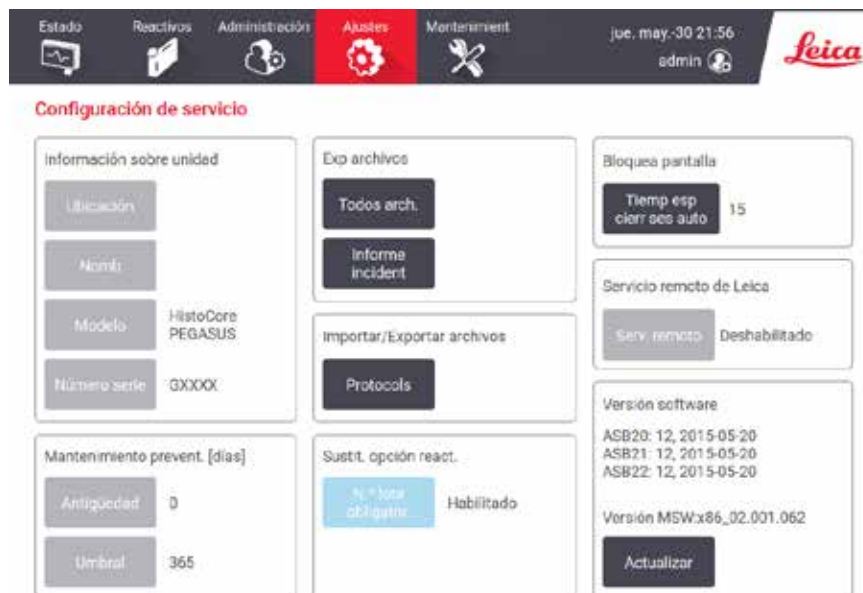 Estado
Reactivos
Administración
Ajustes
Mantenimient
jue. may.-30 21:56
admin
Leica
Configuración de servicio
Información sobre unidad
Ubicación
Nomb
Modelo
HistoCore
PEGASUS
Número serie
GXXXX
Mantenimiento prevent. [días]
Antigüedad
0
Umbral
365
Exp archivos
Todos arch.
Informe
incident
Importar/Exportar archivos
Protocols
Sustit. opción react.
N.º lote
obligator
Habilitado
Bloquea pantalla
Tiemp esp
cierr ses auto
15
Servicio remoto de Leica
Serv. remoto
Deshabilitado
Versión software
ASB20: 12, 2015-05-20
ASB21: 12, 2015-05-20
ASB22: 12, 2015-05-20
Versión MSW:x86_02.001.062
Actualizar